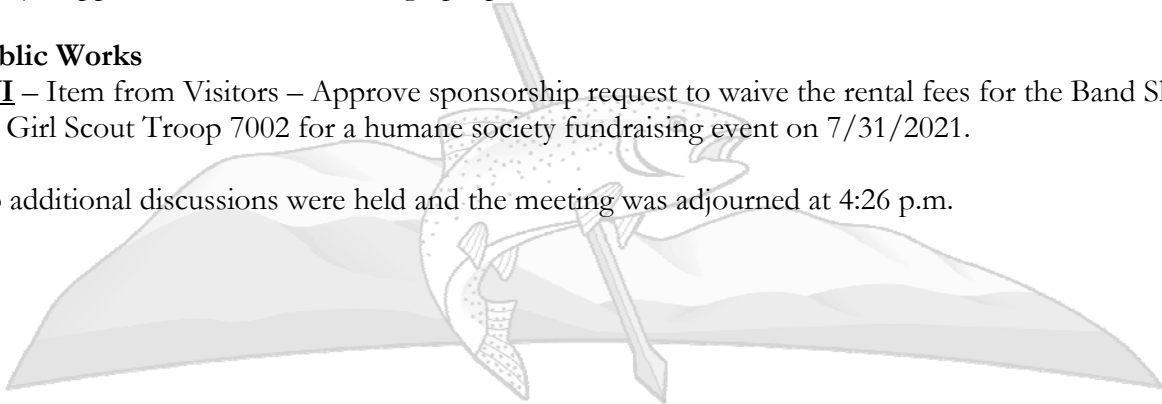 blic Works
VI – Item from Visitors – Approve sponsorship request to waive the rental fees for the Band
Girl Scout Troop 7002 for a humane society fundraising event on 7/31/2021.
additional discussions were held and the meeting was adjourned at 4:26 p.m.